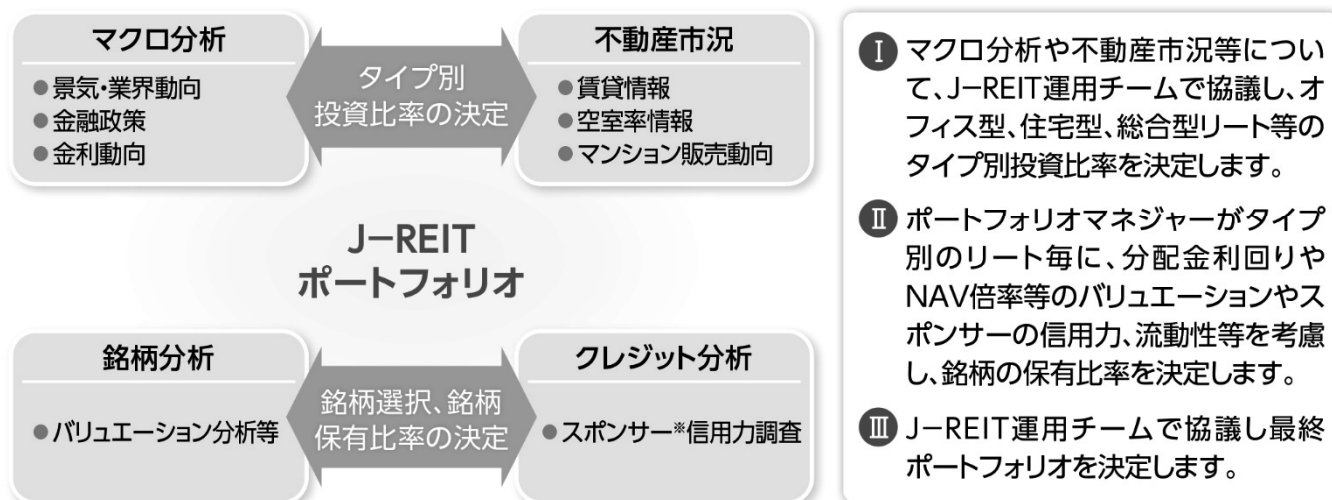 マクロ分析
●景気・業界動向
●金融政策
●金利動向
タイプ別
投資比率の決定
不動産市況
●賃貸情報
●空室率情報
●マンション販売動向
J−REIT
ポートフォリオ
銘柄分析
●バリュエーション分析等
銘柄選択、銘柄
保有比率の決定
クレジット分析
●スポンサー※信用力調査
Ⅰ マクロ分析や不動産市況等につい
て、J−REIT運用チームで協議し、オ
フィス型、住宅型、総合型リート等の
タイプ別投資比率を決定します。
Ⅱ ポートフォリオマネジャーがタイプ
別のリート毎に、分配金利回りや
NAV倍率等のバリュエーションやス
ポンサーの信用力、流動性等を考慮
し、銘柄の保有比率を決定します。
Ⅲ J−REIT運用チームで協議し最終
ポートフォリオを決定します。